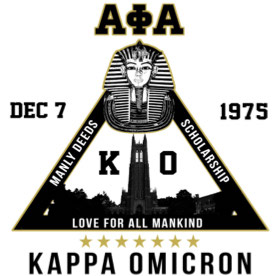 ΑΦΑ
DEC 7
1975
MANLY DEEDS
SCHOLARSHIP
K O
LOVE FOR ALL MANKIND
KAPPA OMICRON